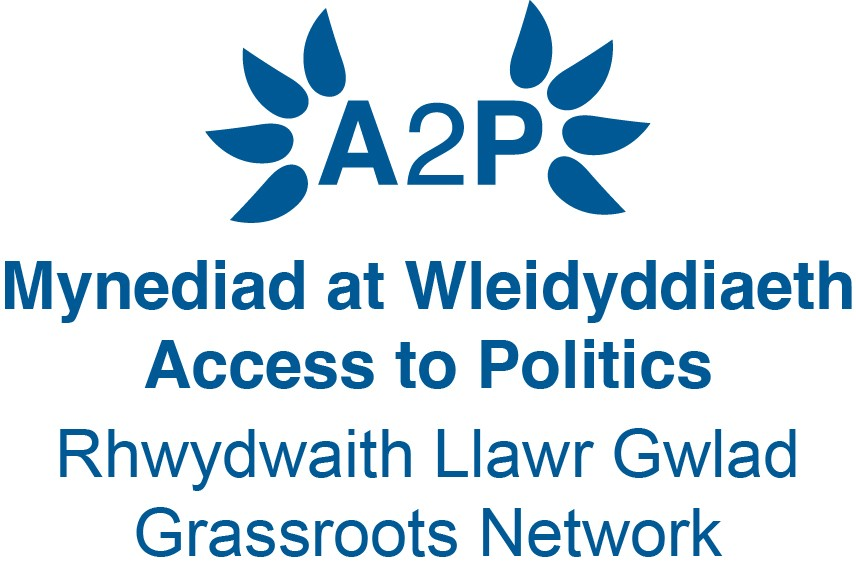 A2P
Mynediad at Wleidyddiaeth
Access to Politics
Rhwydwaith Llawr Gwlad
Grassroots Network